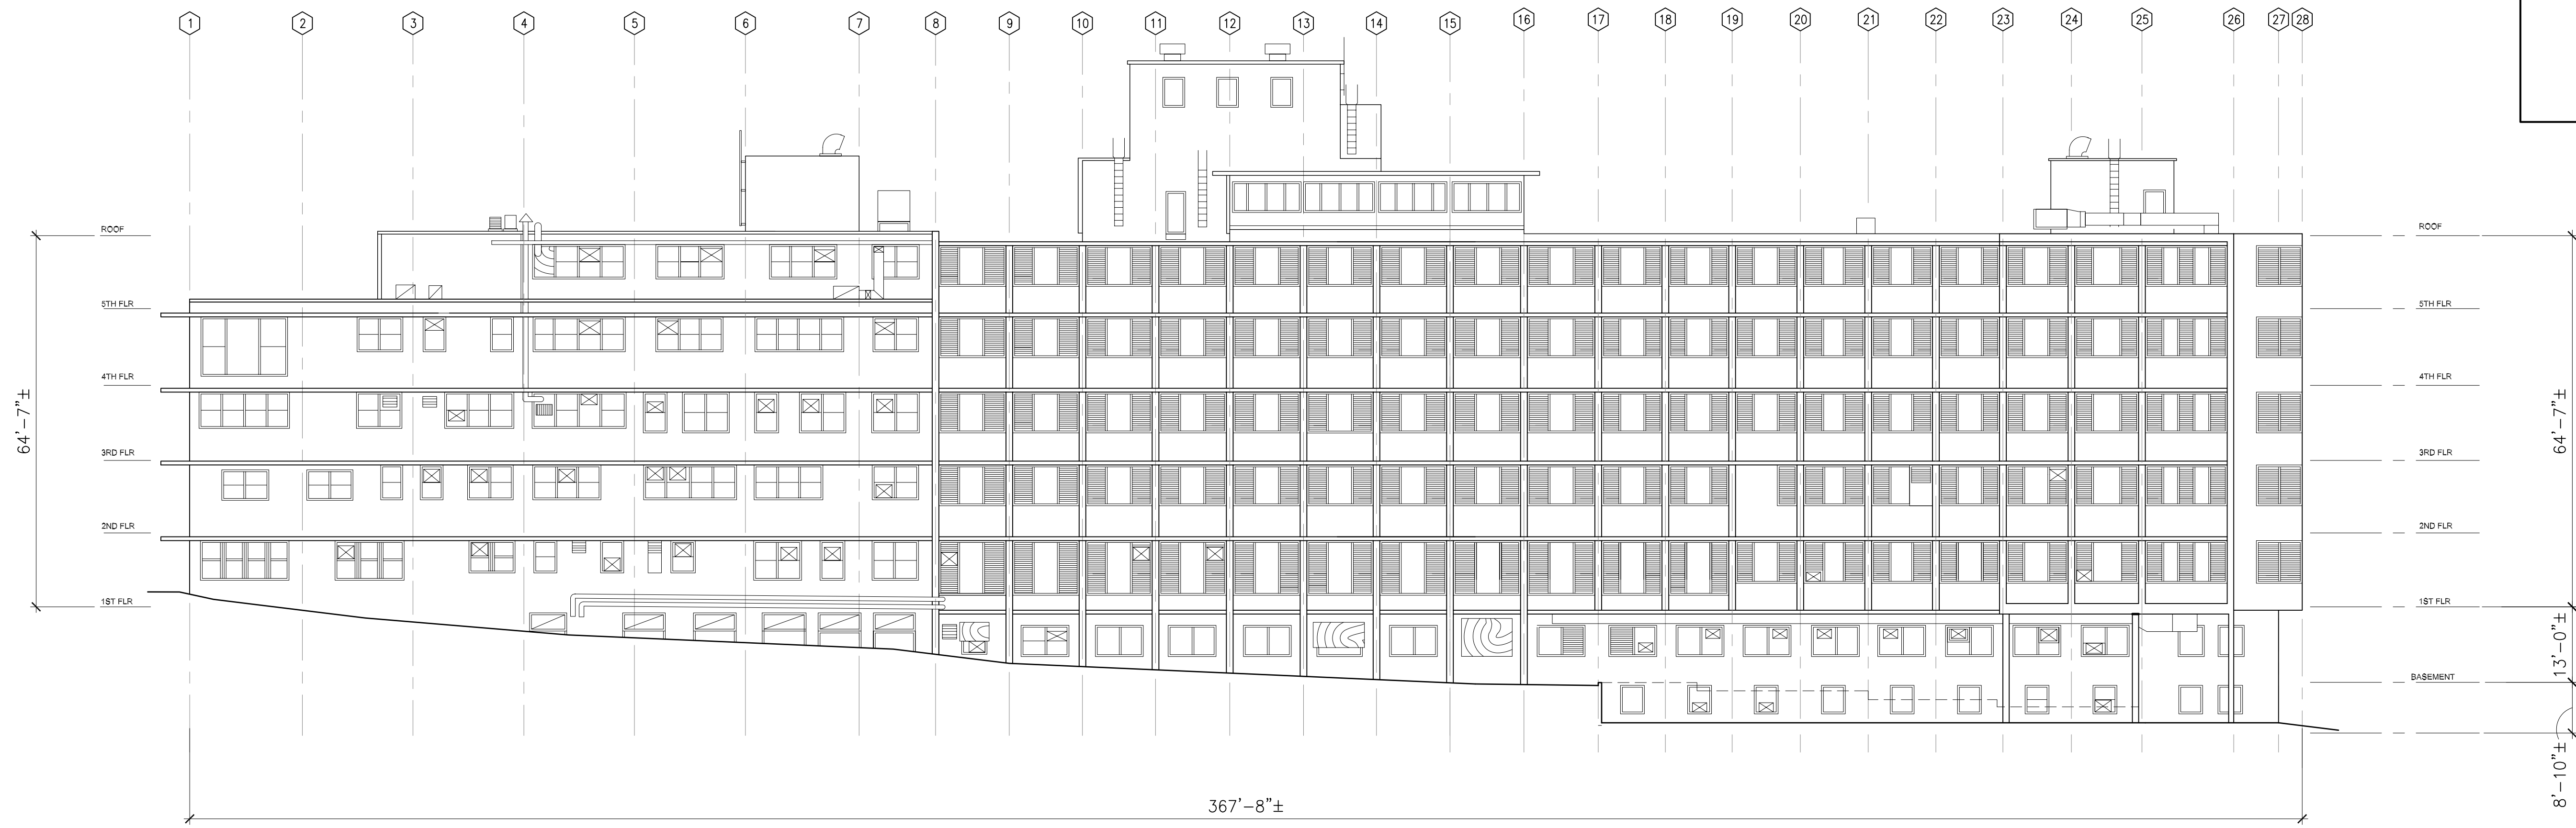 1 2 3 4 5 6 7 8 9 10 11 12 13 14 15 16 17 18 19 20 21 22 23 24 25 26 27 28
ROOF ROOF
5TH FLR 5TH FLR
4TH FLR 4TH FLR
64'-7"± 64'-7"±
3RD FLR 3RD FLR
2ND FLR 2ND FLR
1ST FLR 1ST FLR
13'-0"±
BASEMENT
8'-10"±
367'-8"±